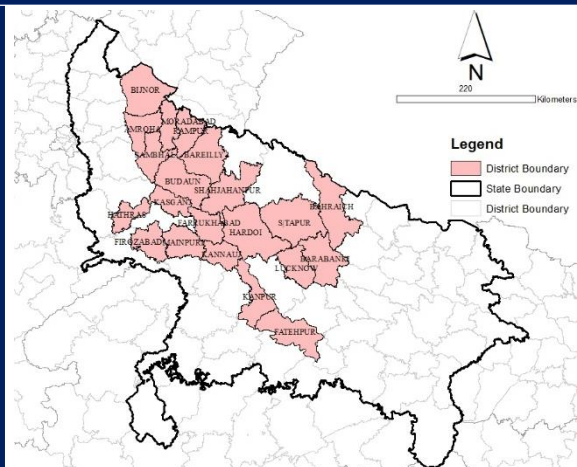 N
220
Kilometers
Legend
District Boundary
State Boundary
District Boundary
BIJNOR
MORADABAD
AMROHA
RAMPUR
SAMBHAL
BAREILLY
BUDAUN
SHAHJAHANPUR
KASGANJ
HATHRAS
BAHRAICH
FARRUKHABAD
SITAPUR
HARDOI
FIROZABAD
MAINPURI
KANNAUJ
BARABANKI
LUCKNOW
KANPUR
FATEHPUR